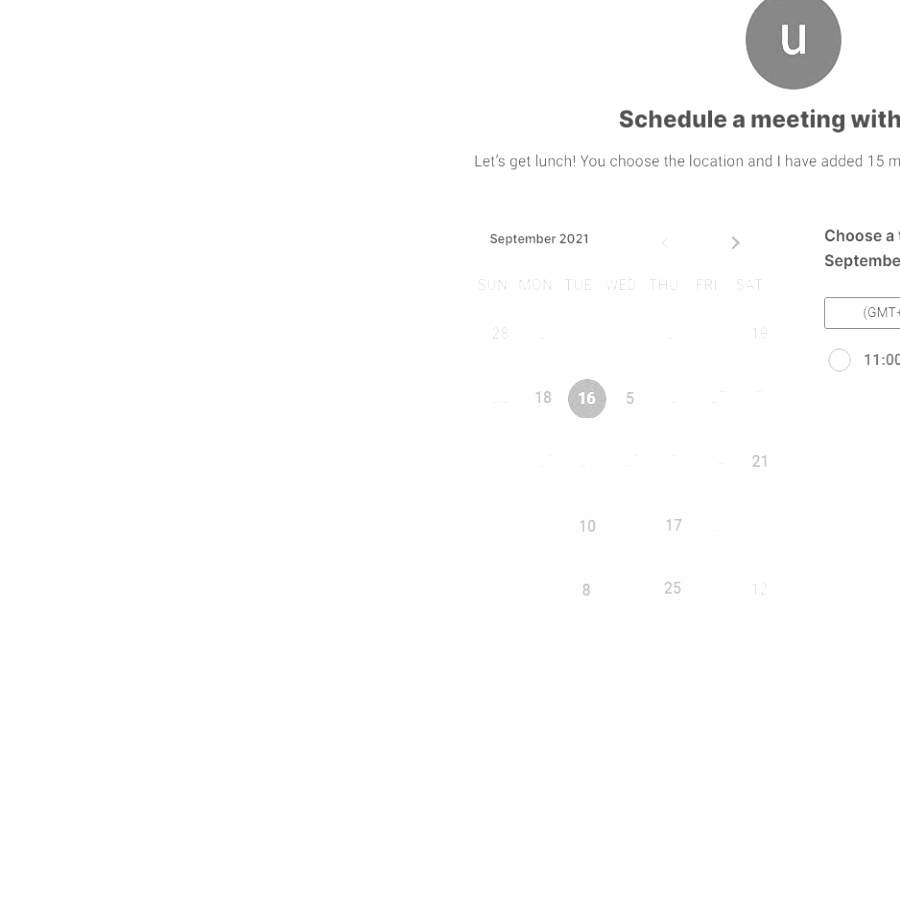 u
Schedule a meeting with
Let's get lunch! You choose the location and I have added 15 m
September 2021
SUN MON TUE WED THU FRI SAT
28 19
18 16 5
21
10 17
8 25 12
Choose a
Septembe
(GMT+
11:00